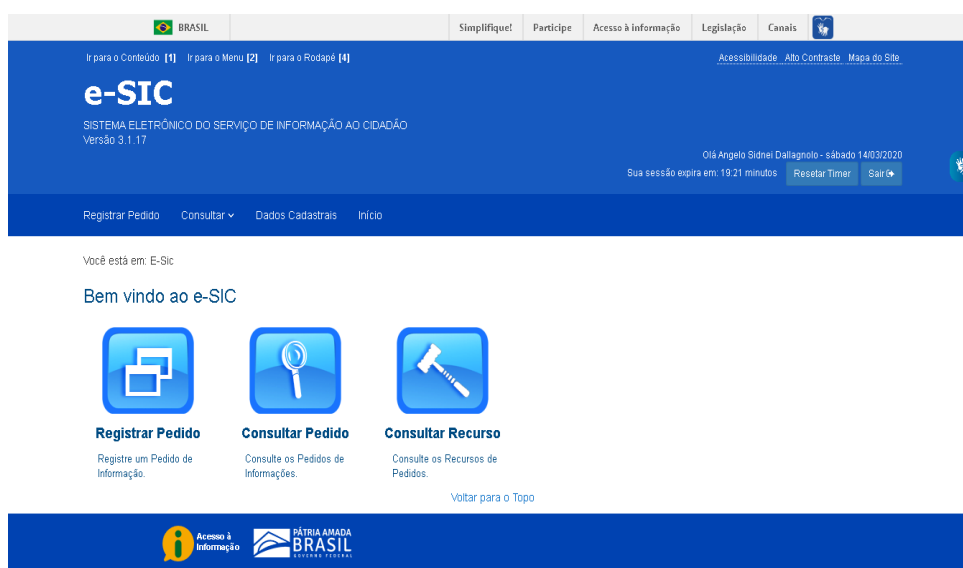 BRASIL Simplifique! Participe Acesso à informação Legislação Canais
Ir para o Conteúdo [1] Ir para o Menu [2] Ir para o Rodapé [4] Acessibilidade Alto Contraste Mapa do Site
e-SIC
SISTEMA ELETRÔNICO DO SERVIÇO DE INFORMAÇÃO AO CIDADÃO
Versão 3.1.17
Olá Angelo Sidnei Dallagnolo - sábado 14/03/2020
Sua sessão expira em: 19:21 minutos Resetar Timer Sair
Registrar Pedido Consultar Dados Cadastrais Início
Você está em: E-Sic
Bem vindo ao e-SIC
Registrar Pedido Consultar Pedido Consultar Recurso
Registre um Pedido de Consulte os Pedidos de Consulte os Recursos de
Informação. Informações. Pedidos.
Voltar para o Topo
Acesso à
Informação
PÁTRIA AMADA
BRASIL
GOVERNO FEDERAL